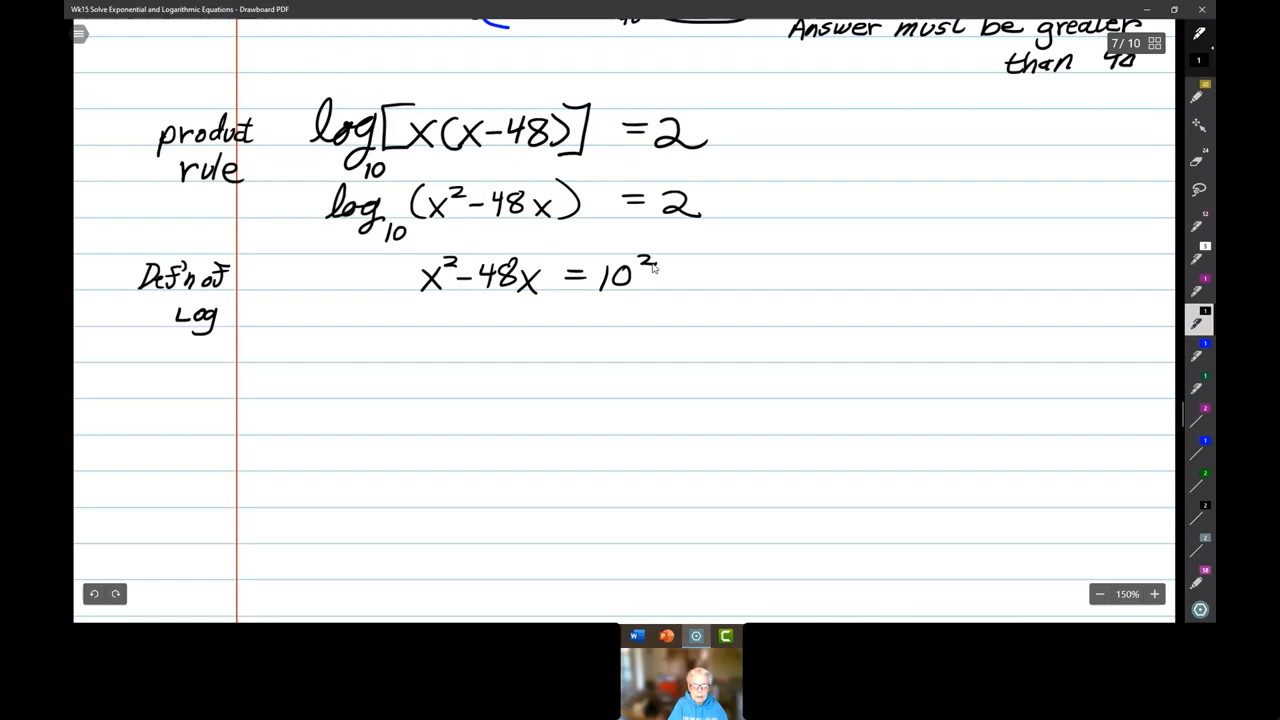 Wk15 Solve Exponential and Logarithmic Equations - Drawboard PDF
Answer must be greater
7/10
than
product
rule
log₁₀[x(x-48)] = 2
log₁₀(x²-48x) = 2
Def'n of
Log
x²-48x = 10²
150%